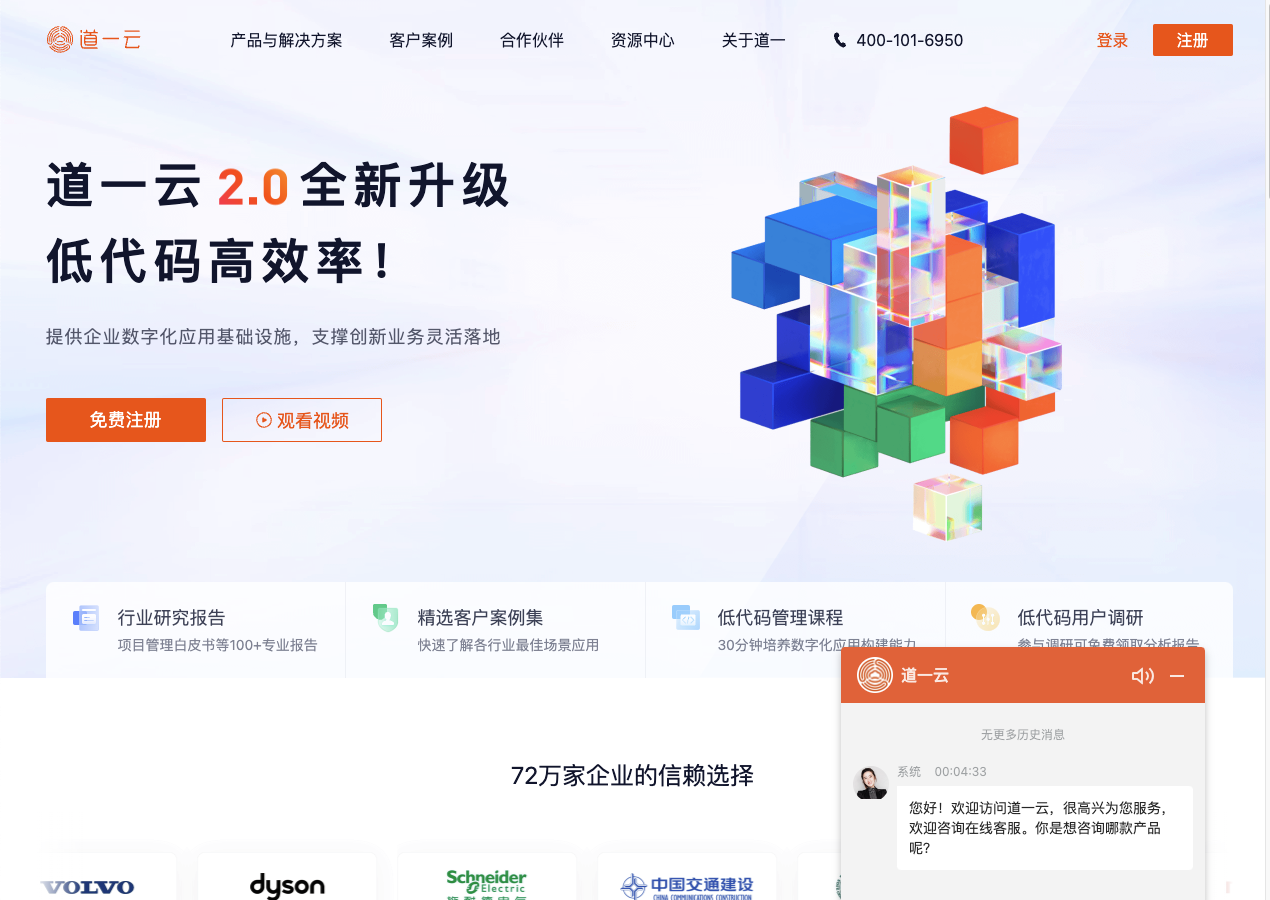 道一云
产品与解决方案
客户案例
合作伙伴
资源中心
关于道一
400-101-6950
登录
注册
道一云 2.0 全新升级
低代码高效率！
提供企业数字化应用基础设施，支撑创新业务灵活落地
免费注册
观看视频
行业研究报告
项目管理白皮书等100+专业报告
精选客户案例集
快速了解各行业最佳场景应用
低代码管理课程
30分钟培养数字化应用构建能力
低代码用户调研
参与调研可免费领取分析报告
72万家企业的信赖选择
VOLVO
dyson
Schneider
Electric
中国交通建设
CHINA COMMUNICATIONS CONSTRUCTION
道一云
无更多历史消息
系统 00:04:33
您好！欢迎访问道一云，很高兴为您服务，
欢迎咨询在线客服。你是想咨询哪款产品
呢?